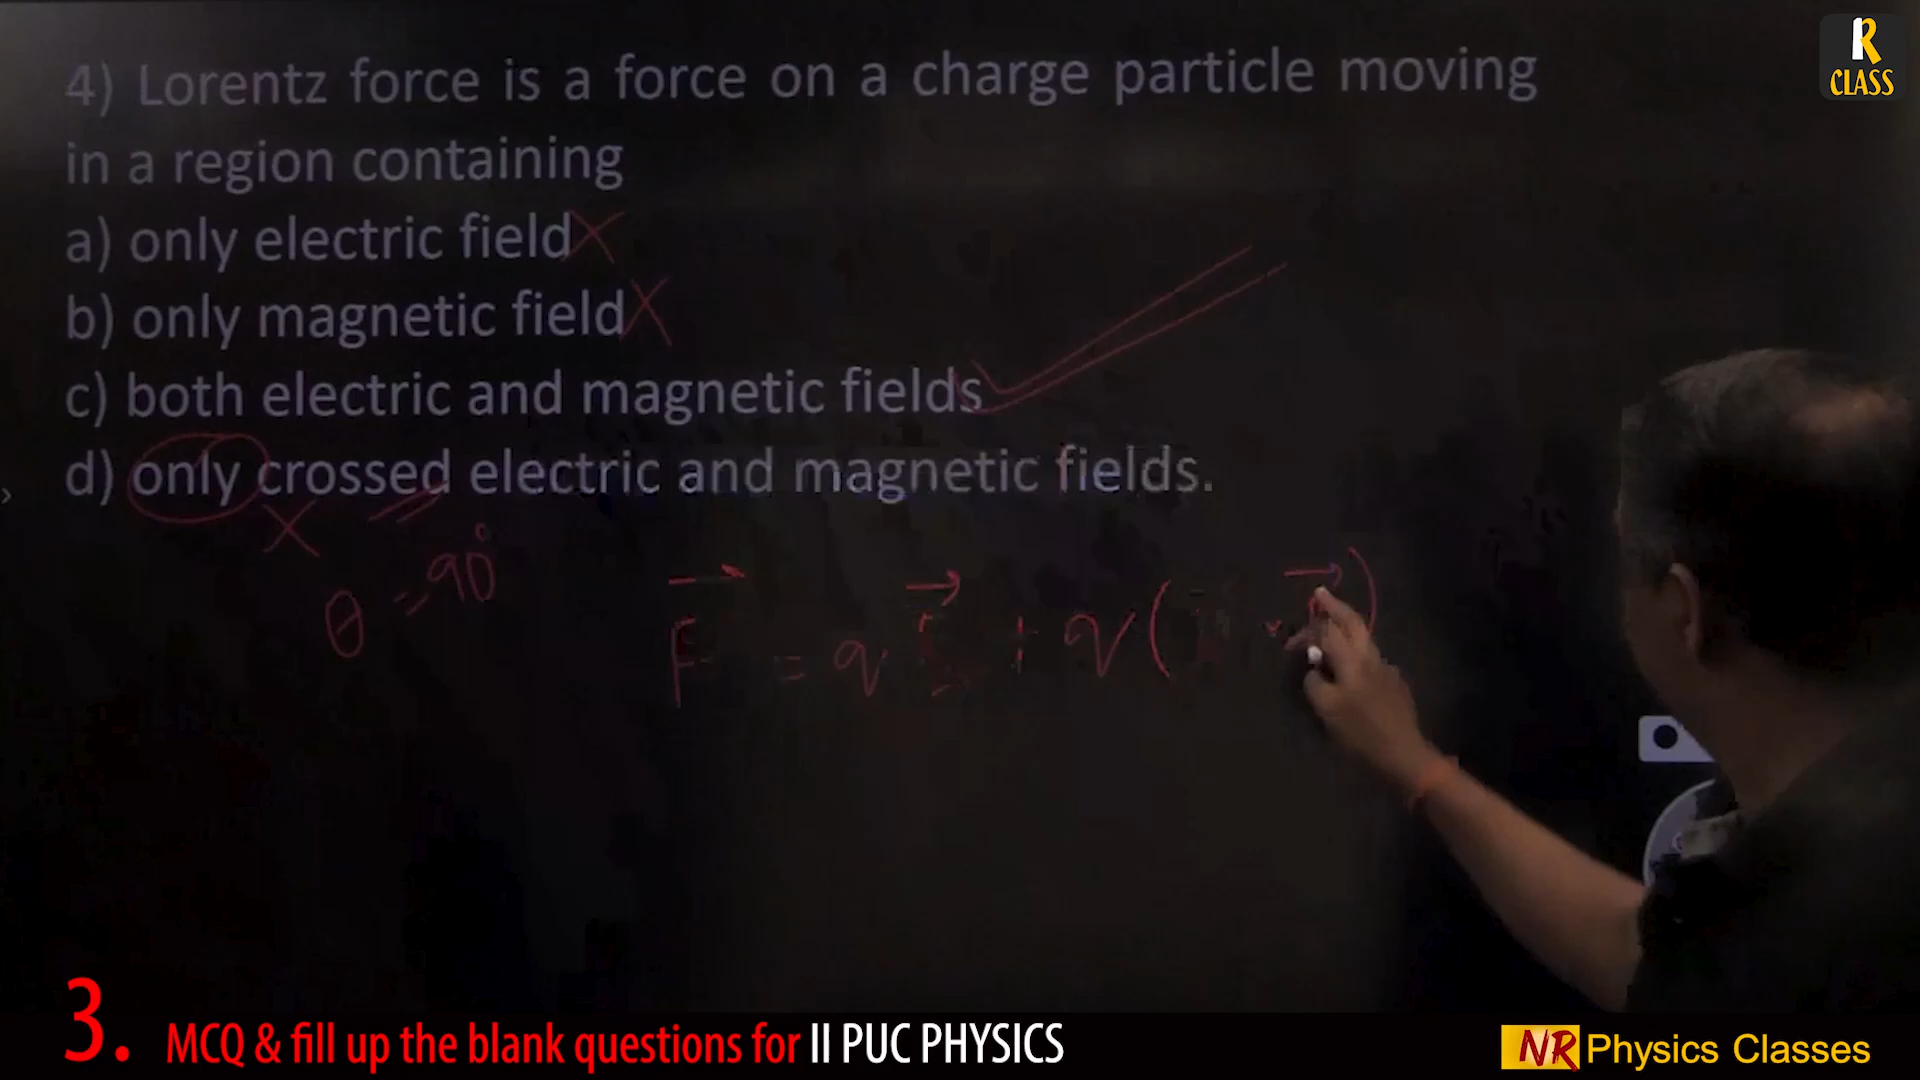 R
CLASS
4) Lorentz force is a force on a charge particle moving
in a region containing
a) only electric field
b) only magnetic field
c) both electric and magnetic fields
d) only crossed electric and magnetic fields.
θ = 90°
F = q E + q (
3. MCQ & fill up the blank questions for II PUC PHYSICS
NR Physics Classes